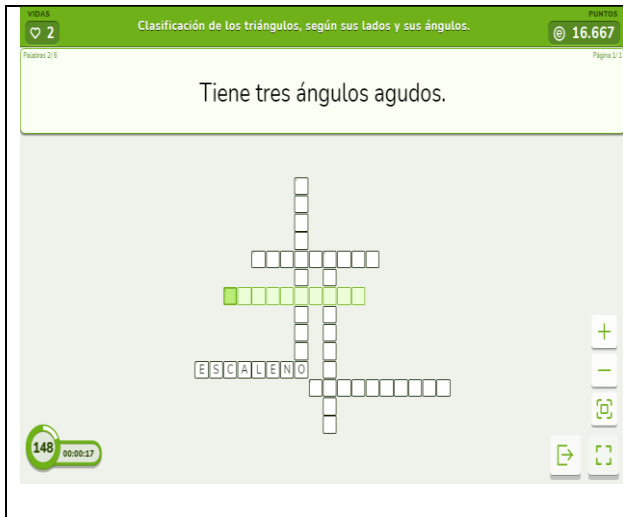 VIDAS
2
Clasificación de los triángulos, según sus lados y sus ángulos.
PUNTOS
16.667
Palabras 2/6
Página 1/1
Tiene tres ángulos agudos.
ESCALENO
148
00:00:17